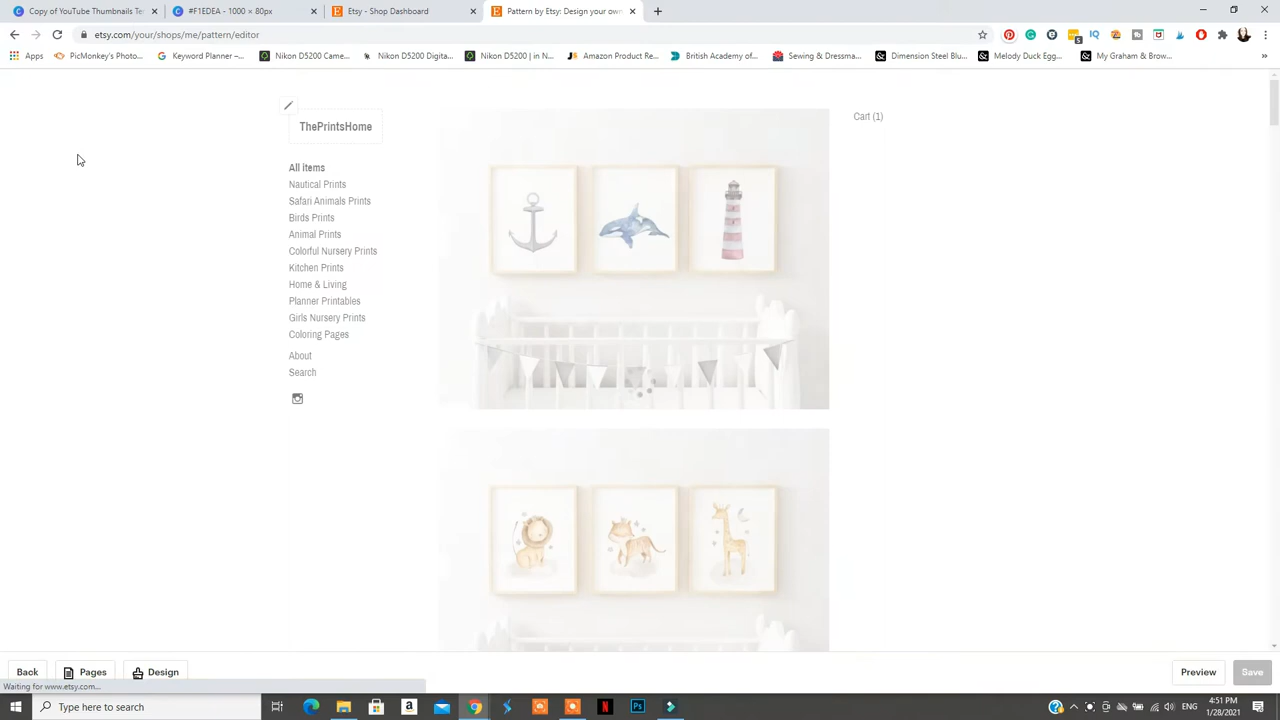 Copy of YouTube Thumbnails Te
#F1EDEA - 1000 × 80px
Etsy - Shop Dashboard
Pattern by Etsy: Design your own
etsy.com/your/shops/me/pattern/editor
Apps
PicMonkey's Photo...
Keyword Planner –...
Nikon D5200 Came...
Nikon D5200 Digita...
Nikon D5200 | in N...
Amazon Product Re...
British Academy of...
Sewing & Dressmak...
Dimension Steel Blu...
Melody Duck Egg...
My Graham & Brow...
ThePrintsHome
Cart (1)
All items
Nautical Prints
Safari Animals Prints
Birds Prints
Animal Prints
Colorful Nursery Prints
Kitchen Prints
Home & Living
Planner Printables
Girls Nursery Prints
Coloring Pages
About
Search
Back
Pages
Design
Preview
Save
Waiting for www.etsy.com...
Type here to search
ENG
4:51 PM
1/28/2021